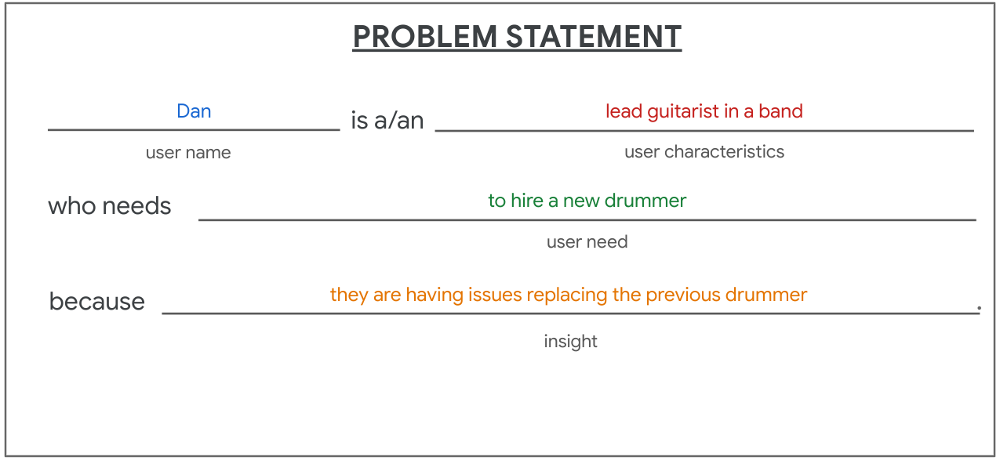 PROBLEM STATEMENT
Dan is a/an lead guitarist in a band
user name user characteristics
who needs to hire a new drummer
user need
because they are having issues replacing the previous drummer.
insight